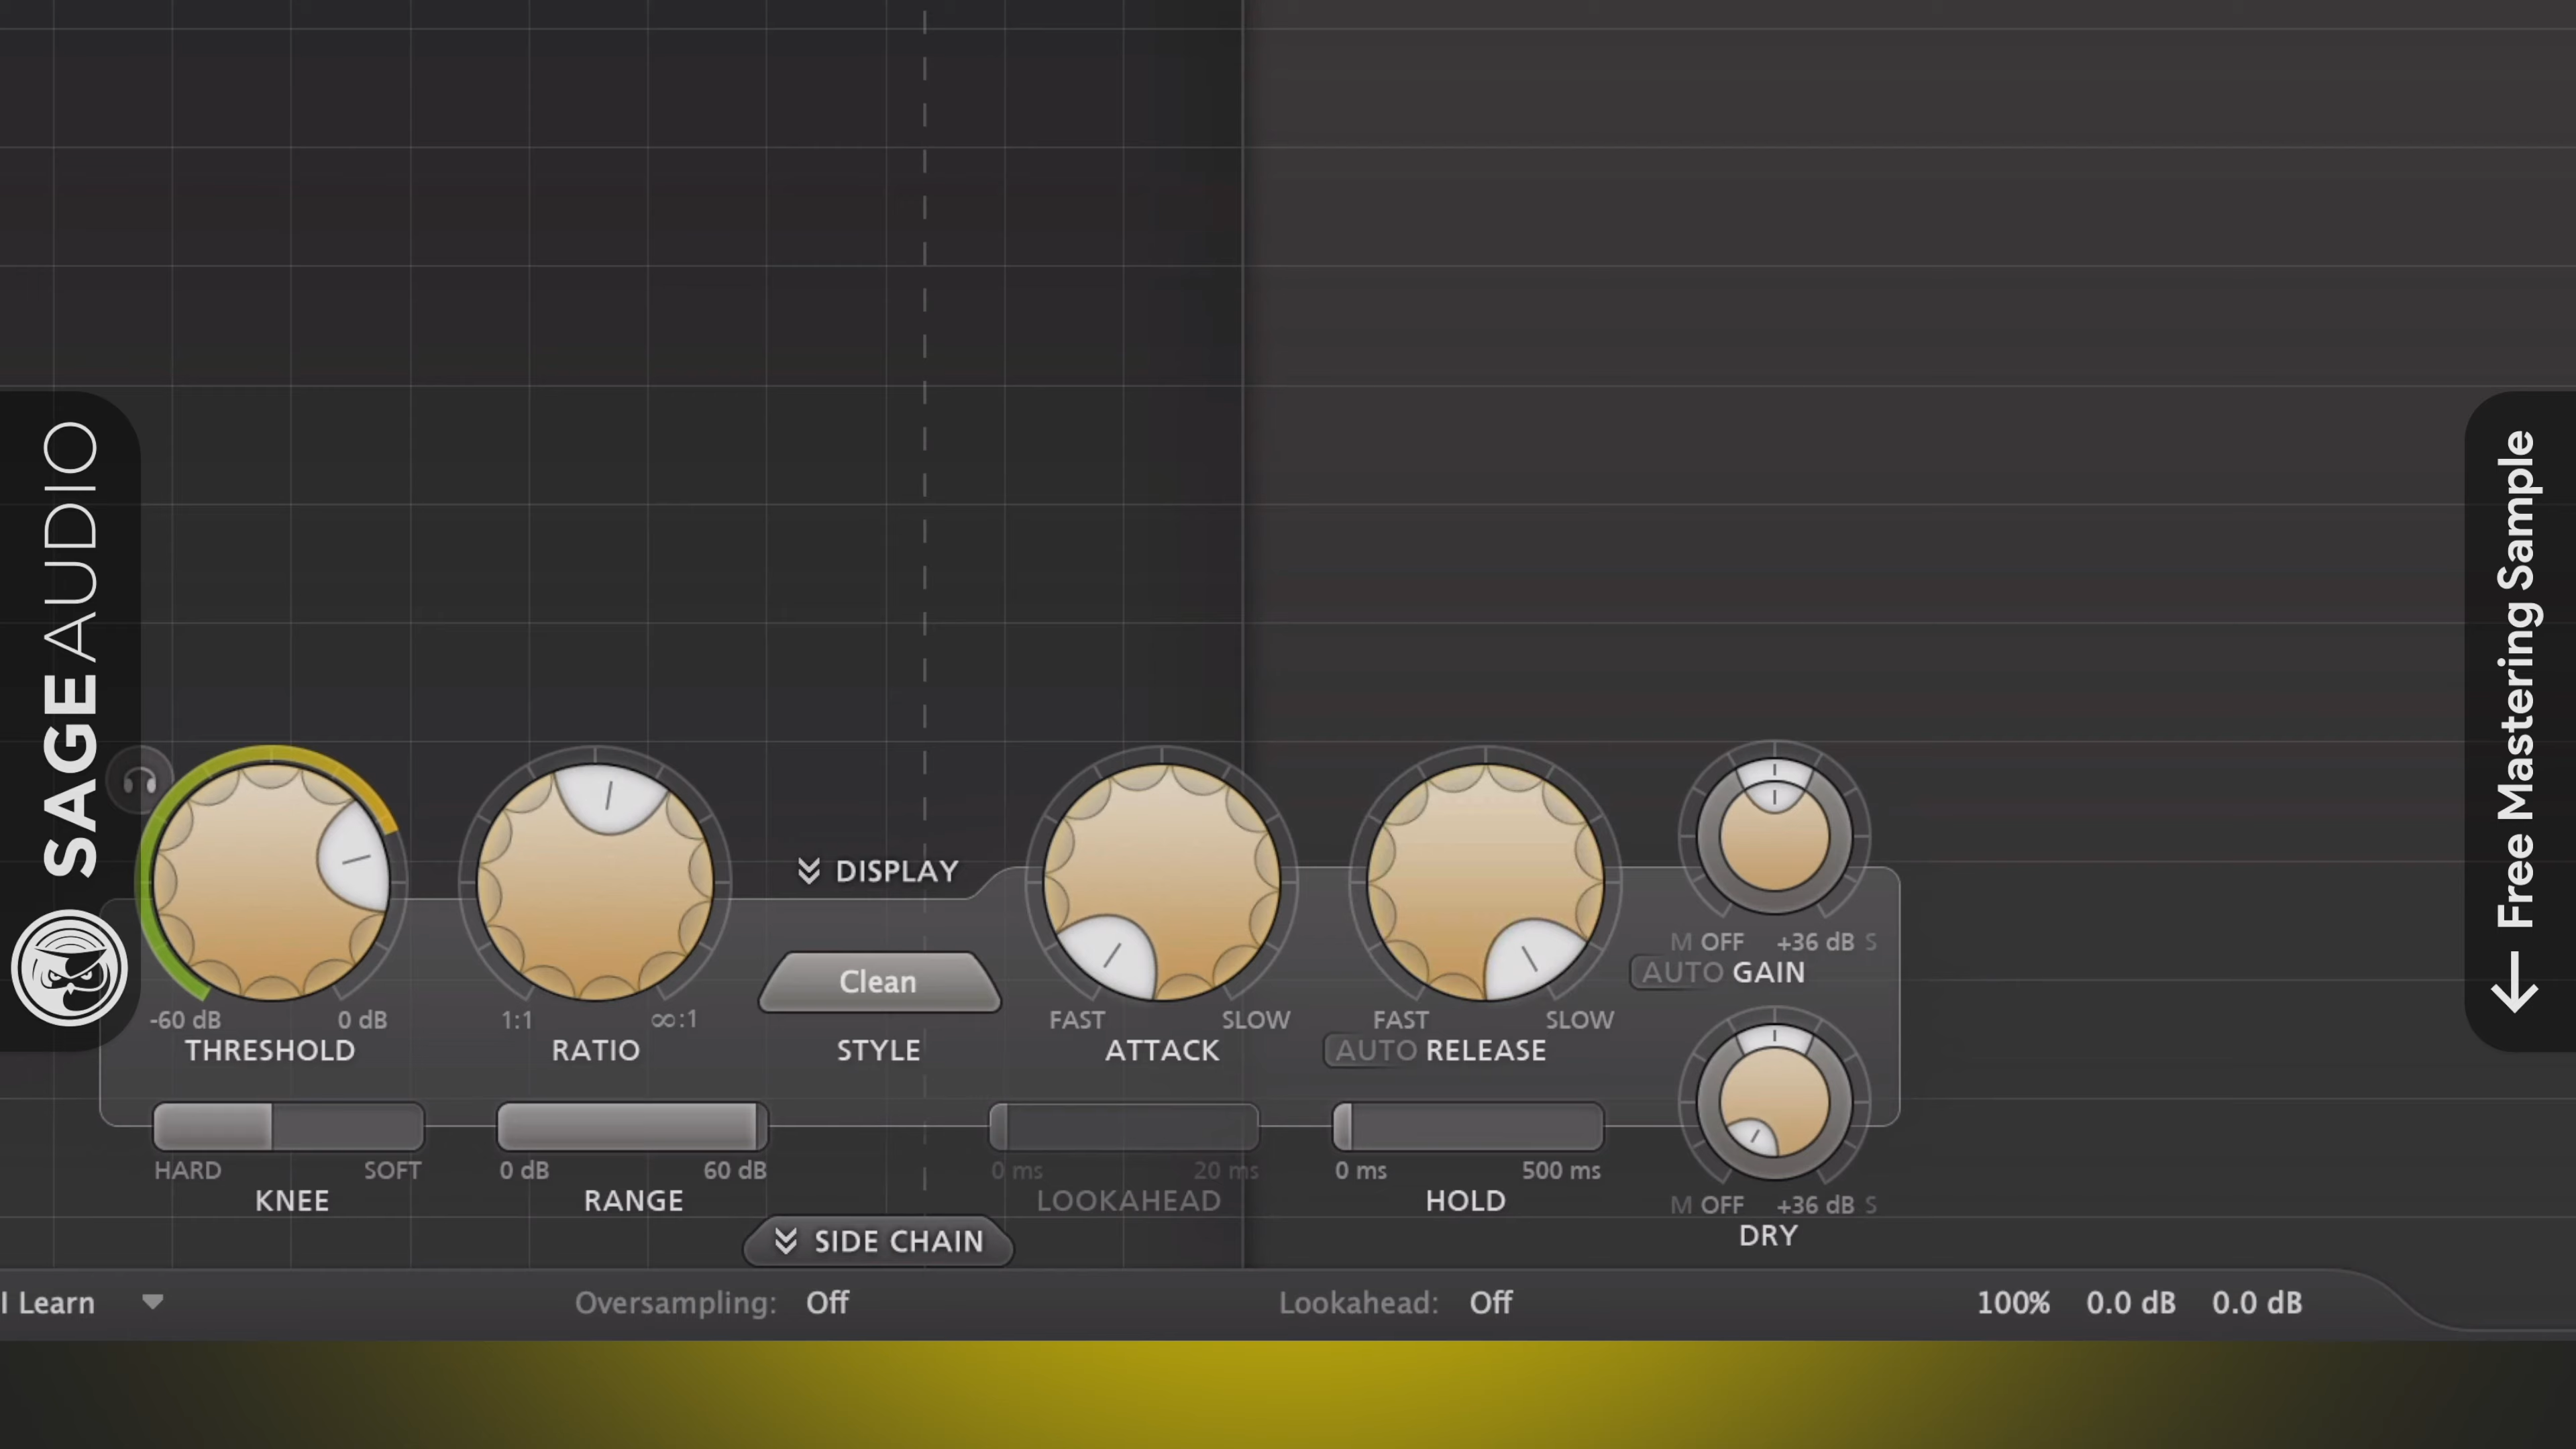 SAGE AUDIO
Free Mastering Sample
DISPLAY
Clean
STYLE
-60 dB 0 dB
THRESHOLD
1:1 ∞:1
RATIO
FAST SLOW
ATTACK
FAST SLOW
AUTO RELEASE
M OFF +36 dB S
AUTO GAIN
HARD SOFT
KNEE
0 dB 60 dB
RANGE
0 ms 20 ms
LOOKAHEAD
0 ms 500 ms
HOLD
M OFF +36 dB S
DRY
SIDE CHAIN
l Learn Oversampling: Off Lookahead: Off 100% 0.0 dB 0.0 dB